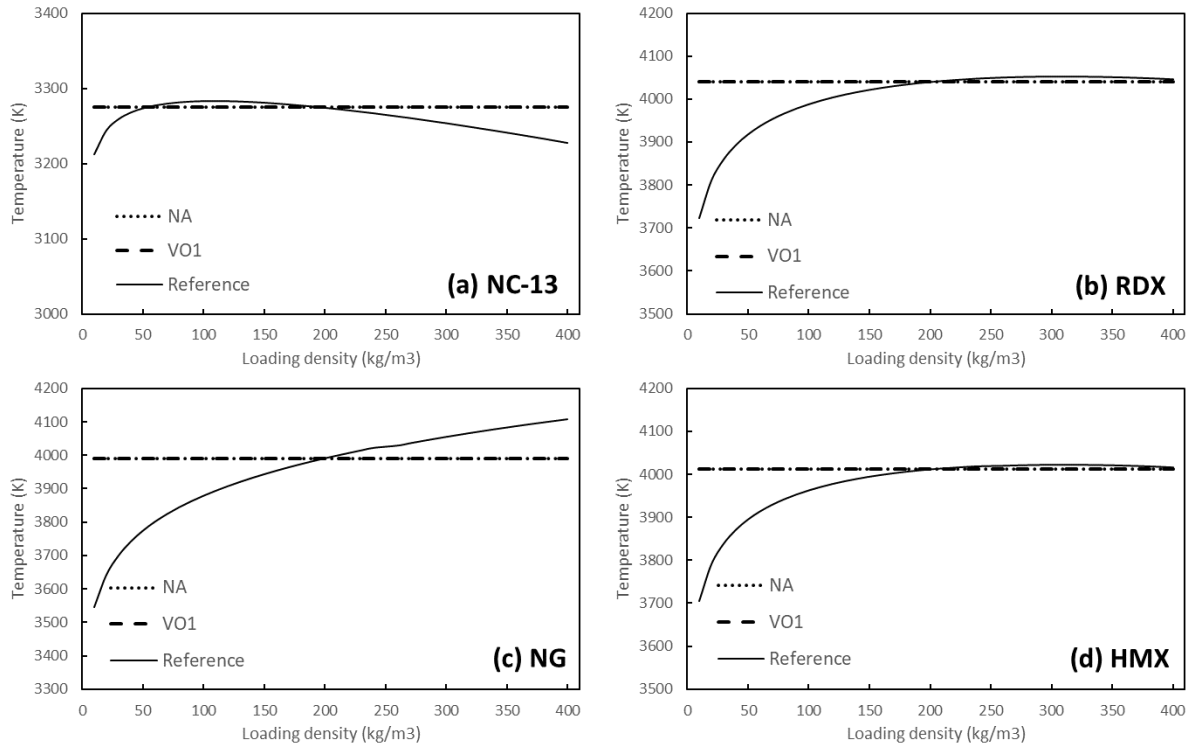 3400
3300
3200
3100
3000
Temperature (K)
NA
VO1
Reference
(a) NC-13
0 50 100 150 200 250 300 350 400
Loading density (kg/m3)
4200
4100
4000
3900
3800
3700
3600
3500
Temperature (K)
NA
VO1
Reference
(b) RDX
0 50 100 150 200 250 300 350 400
Loading density (kg/m3)
4200
4100
4000
3900
3800
3700
3600
3500
3400
3300
Temperature (K)
NA
VO1
Reference
(c) NG
0 50 100 150 200 250 300 350 400
Loading density (kg/m3)
4200
4100
4000
3900
3800
3700
3600
3500
Temperature (K)
NA
VO1
Reference
(d) HMX
0 50 100 150 200 250 300 350 400
Loading density (kg/m3)